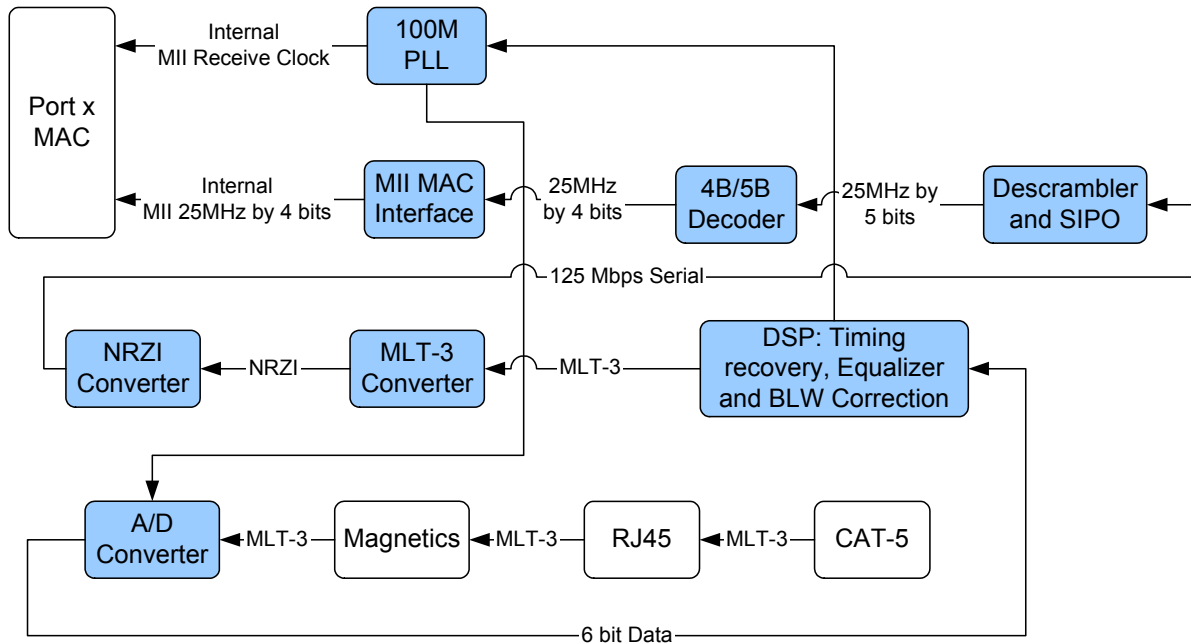 Port x
MAC
Internal
MII Receive Clock
100M
PLL
Internal
MII 25MHz by 4 bits
MII MAC
Interface
25MHz
by 4 bits
4B/5B
Decoder
25MHz by
5 bits
Descrambler
and SIPO
125 Mbps Serial
NRZI
Converter
NRZI
MLT-3
Converter
MLT-3
DSP: Timing
recovery, Equalizer
and BLW Correction
A/D
Converter
MLT-3
Magnetics
MLT-3
RJ45
MLT-3
CAT-5
6 bit Data